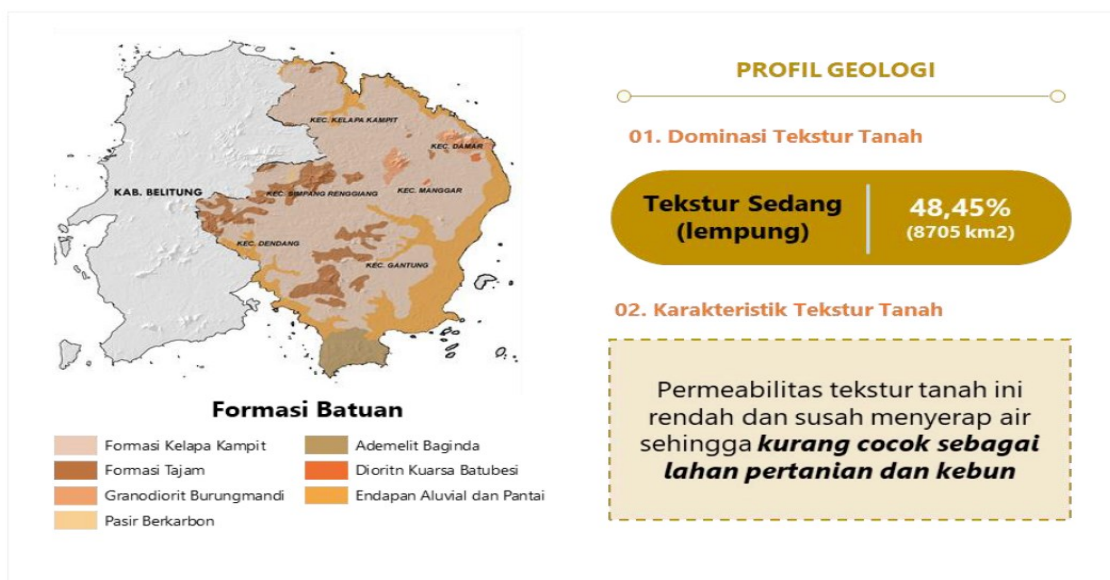 KEC. KELAPA KAMPIT
KEC. DAMAR
KAB. BELITUNG
KEC. SIMPANG RENGGIANG
KEC. MANGGAR
KEC. DENDANG
KEC. GANTUNG
Formasi Batuan
Formasi Kelapa Kampit
Formasi Tajam
Granodiorit Burungmandi
Pasir Berkarbon
Ademelit Baginda
Dioritn Kuarsa Batubesi
Endapan Aluvial dan Pantai
PROFIL GEOLOGI
01. Dominasi Tekstur Tanah
Tekstur Sedang
(lempung)
48,45%
(8705 km2)
02. Karakteristik Tekstur Tanah
Permeabilitas tekstur tanah ini
rendah dan susah menyerap air
sehingga kurang cocok sebagai
lahan pertanian dan kebun